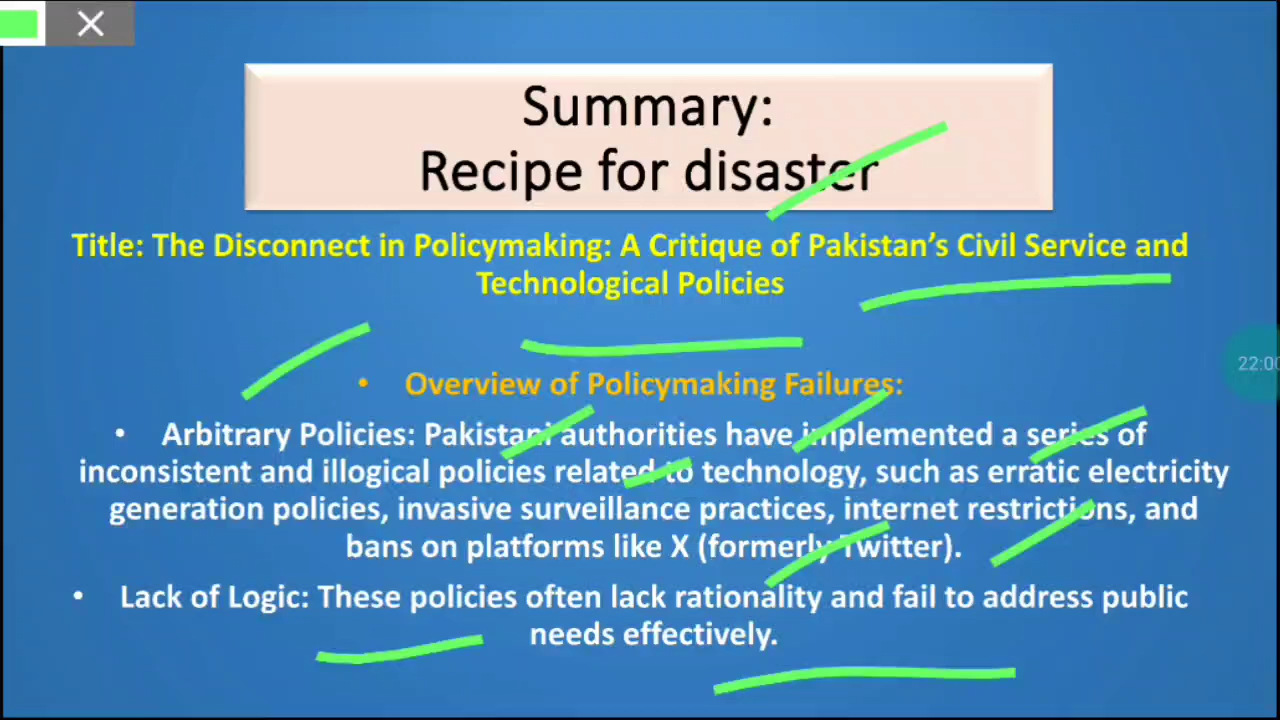 Summary:
Recipe for disaster
Title: The Disconnect in Policymaking: A Critique of Pakistan’s Civil Service and
Technological Policies
22:00
• Overview of Policymaking Failures:
• Arbitrary Policies: Pakistani authorities have implemented a series of
inconsistent and illogical policies related to technology, such as erratic electricity
generation policies, invasive surveillance practices, internet restrictions, and
bans on platforms like X (formerly Twitter).
• Lack of Logic: These policies often lack rationality and fail to address public
needs effectively.